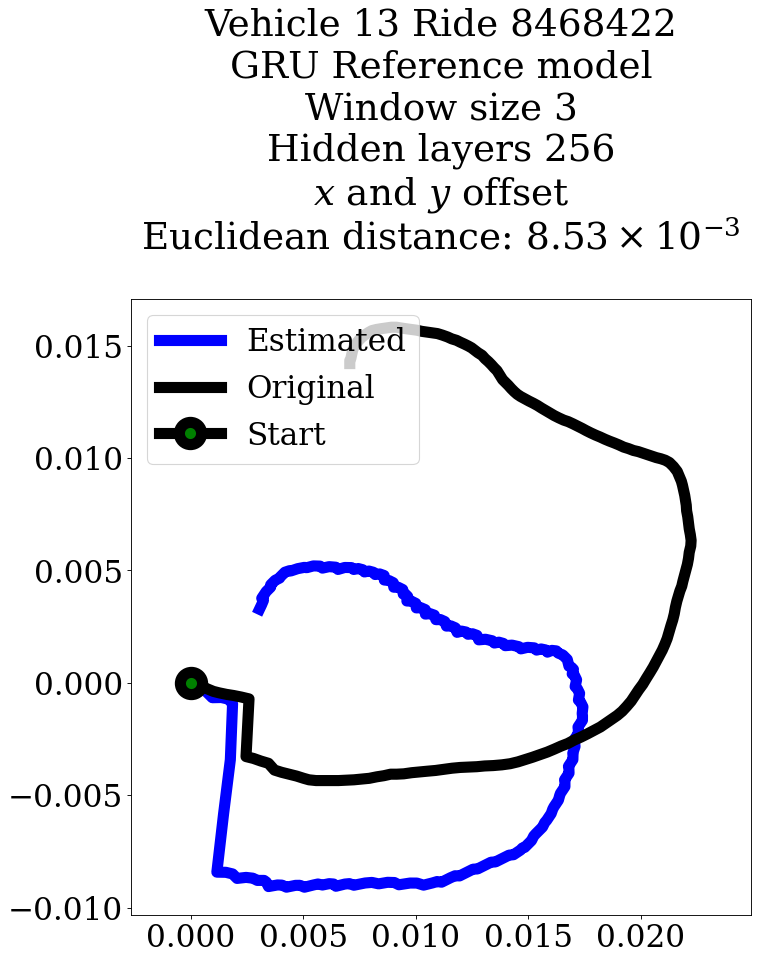 Vehicle 13 Ride 8468422
GRU Reference model
Window size 3
Hidden layers 256
x and y offset
Euclidean distance: 8.53 × 10⁻³
Estimated
Original
Start
0.015
0.010
0.005
0.000
−0.005
−0.010
0.000 0.005 0.010 0.015 0.020